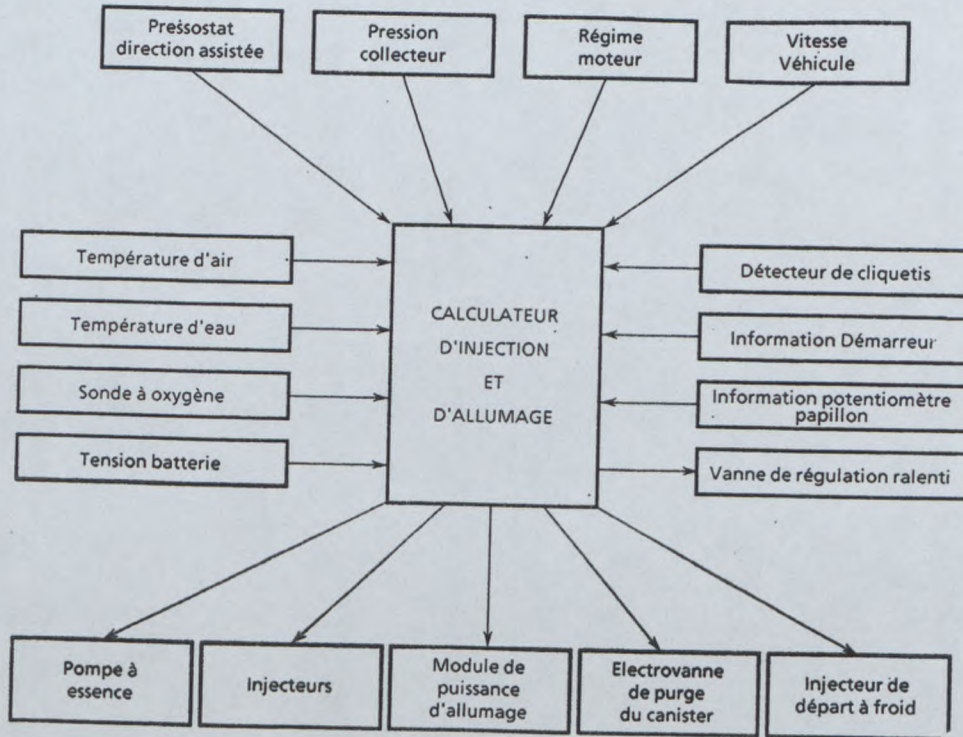 Pressostat
direction assistée
Pression
collecteur
Régime
moteur
Vitesse
Véhicule
Température d'air
Température d'eau
Sonde à oxygène
Tension batterie
CALCULATEUR
D'INJECTION
ET
D'ALLUMAGE
Détecteur de cliquetis
Information Démarreur
Information potentiomètre
papillon
Vanne de régulation ralenti
Pompe à
essence
Injecteurs
Module de
puissance
d'allumage
Electrovanne
de purge
du canister
Injecteur de
départ à froid